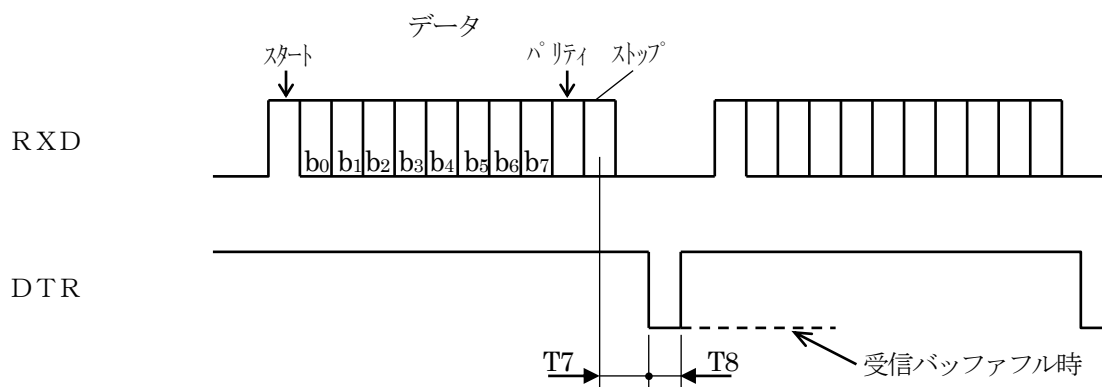 データ
スタート
パリティ
ストップ
RXD
b0 b1 b2 b3 b4 b5 b6 b7
DTR
T7
T8
受信バッファフル時